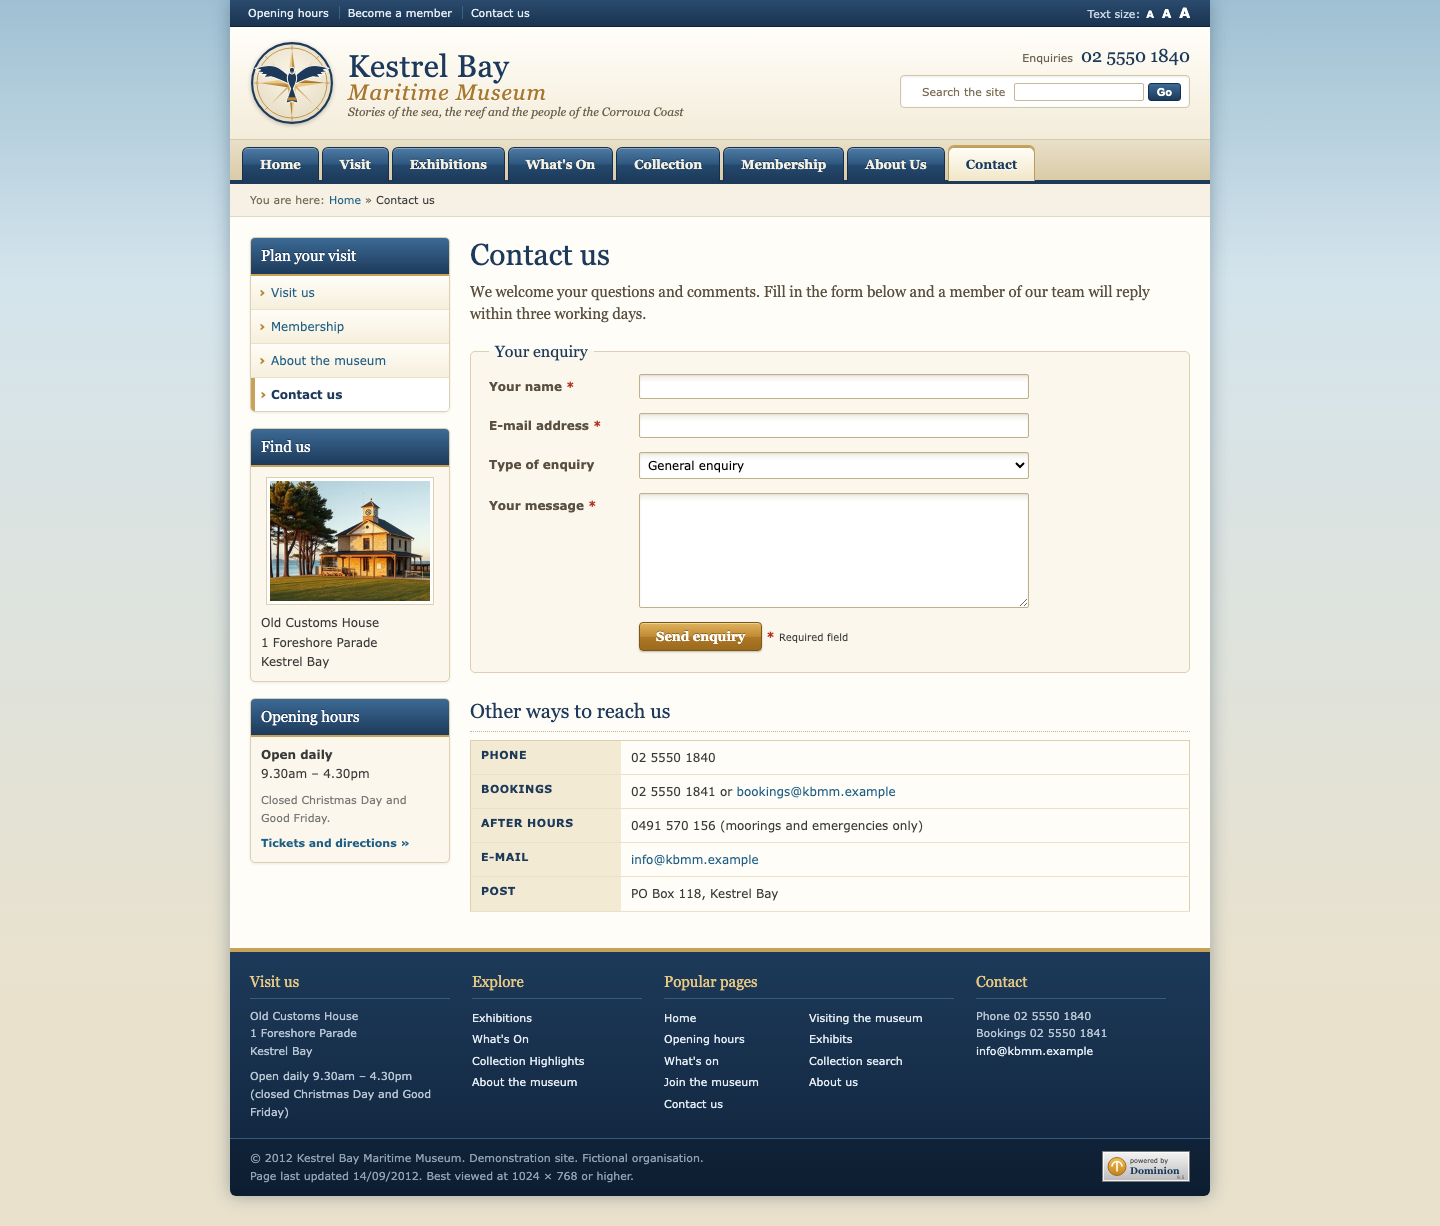 Opening hours
Become a member
Contact us
Text size: A A A
Kestrel Bay
Maritime Museum
Stories of the sea, the reef and the people of the Corrowa Coast
Enquiries 02 5550 1840
Search the site
Go
Home
Visit
Exhibitions
What's On
Collection
Membership
About Us
Contact
You are here: Home » Contact us
Plan your visit
› Visit us
› Membership
› About the museum
› Contact us
Find us
Old Customs House
1 Foreshore Parade
Kestrel Bay
Opening hours
Open daily
9.30am – 4.30pm
Closed Christmas Day and
Good Friday.
Tickets and directions »
Contact us
We welcome your questions and comments. Fill in the form below and a member of our team will reply
within three working days.
Your enquiry
Your name *
E-mail address *
Type of enquiry
General enquiry
Your message *
Send enquiry
* Required field
Other ways to reach us
PHONE 02 5550 1840
BOOKINGS 02 5550 1841 or bookings@kbmm.example
AFTER HOURS 0491 570 156 (moorings and emergencies only)
E-MAIL info@kbmm.example
POST PO Box 118, Kestrel Bay
Visit us
Old Customs House
1 Foreshore Parade
Kestrel Bay
Open daily 9.30am – 4.30pm
(closed Christmas Day and Good
Friday)
Explore
Exhibitions
What's On
Collection Highlights
About the museum
Popular pages
Home
Opening hours
What's on
Join the museum
Contact us
Visiting the museum
Exhibits
Collection search
About us
Contact
Phone 02 5550 1840
Bookings 02 5550 1841
info@kbmm.example
© 2012 Kestrel Bay Maritime Museum. Demonstration site. Fictional organisation.
Page last updated 14/09/2012. Best viewed at 1024 × 768 or higher.
powered by
Dominion